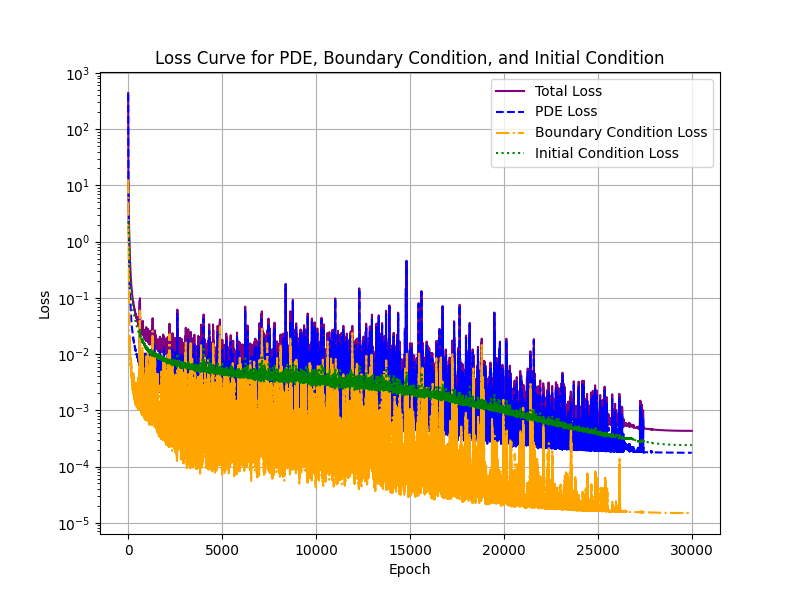 Loss Curve for PDE, Boundary Condition, and Initial Condition
Total Loss
PDE Loss
Boundary Condition Loss
Initial Condition Loss
10³
10²
10¹
10⁰
10⁻¹
10⁻²
10⁻³
10⁻⁴
10⁻⁵
Loss
0 5000 10000 15000 20000 25000 30000
Epoch